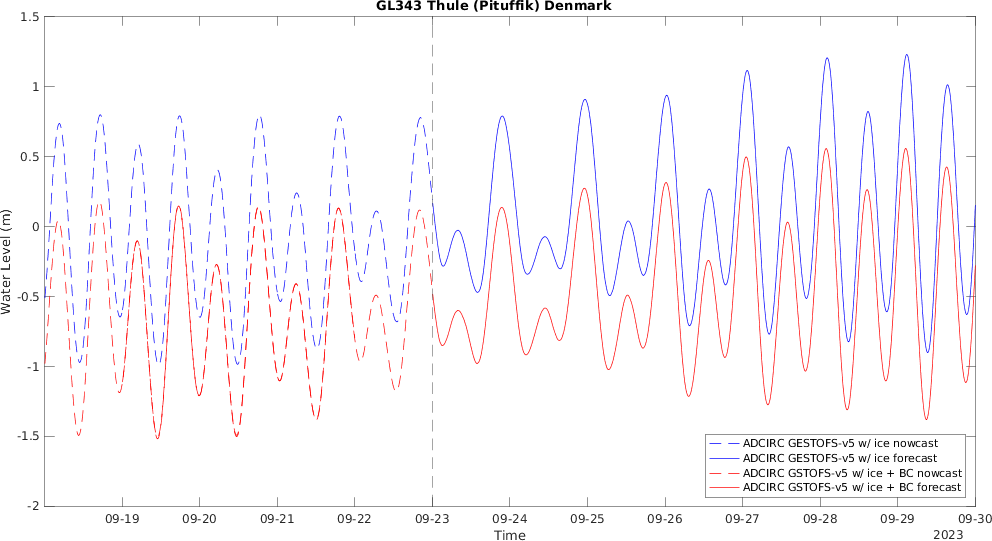 GL343 Thule (Pituffik) Denmark
1.5
1
0.5
0
-0.5
-1
-1.5
-2
Water Level (m)
ADCIRC GESTOFS-v5 w/ ice nowcast
ADCIRC GESTOFS-v5 w/ ice forecast
ADCIRC GSTOFS-v5 w/ ice + BC nowcast
ADCIRC GSTOFS-v5 w/ ice + BC forecast
09-19 09-20 09-21 09-22 09-23 09-24 09-25 09-26 09-27 09-28 09-29 09-30
Time
2023